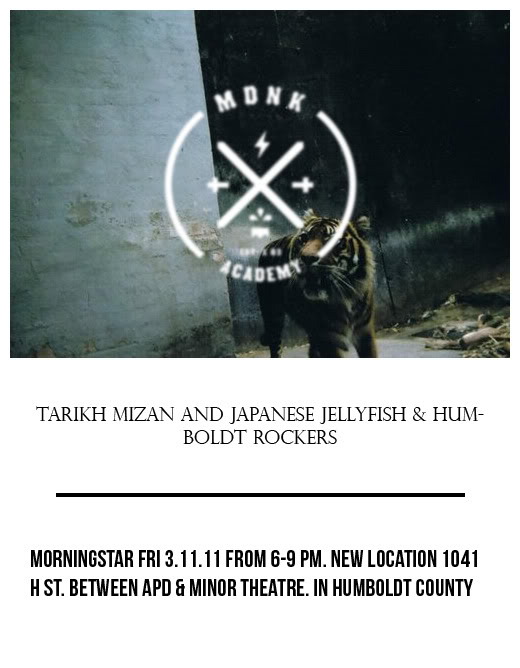 MDNK
ACADEMY
TARIKH MIZAN AND JAPANESE JELLYFISH & HUM-
BOLDT ROCKERS
MORNINGSTAR FRI 3.11.11 FROM 6-9 PM. NEW LOCATION 1041
H ST. BETWEEN APD & MINOR THEATRE. IN HUMBOLDT COUNTY